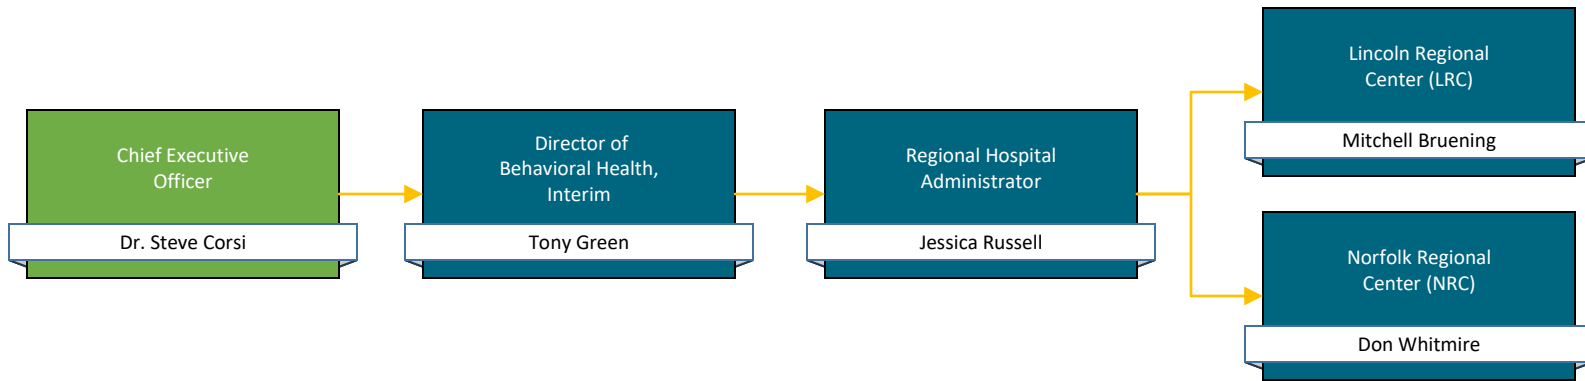 Chief Executive
Officer
Dr. Steve Corsi
Director of
Behavioral Health,
Interim
Tony Green
Regional Hospital
Administrator
Jessica Russell
Lincoln Regional
Center (LRC)
Mitchell Bruening
Norfolk Regional
Center (NRC)
Don Whitmire